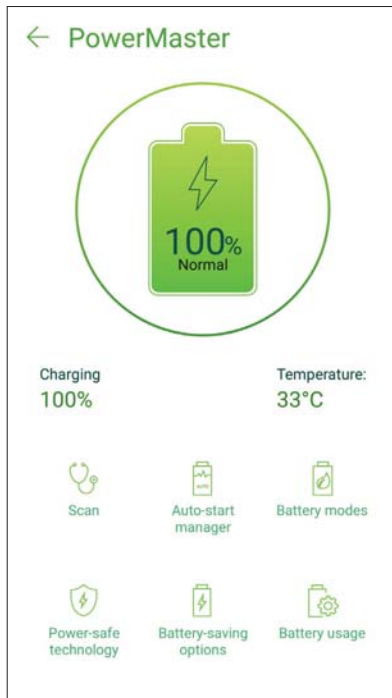 PowerMaster
100%
Normal
Charging
100%
Temperature:
33°C
Scan
AUTO
Auto-start
manager
Battery modes
Power-safe
technology
Battery-saving
options
Battery usage